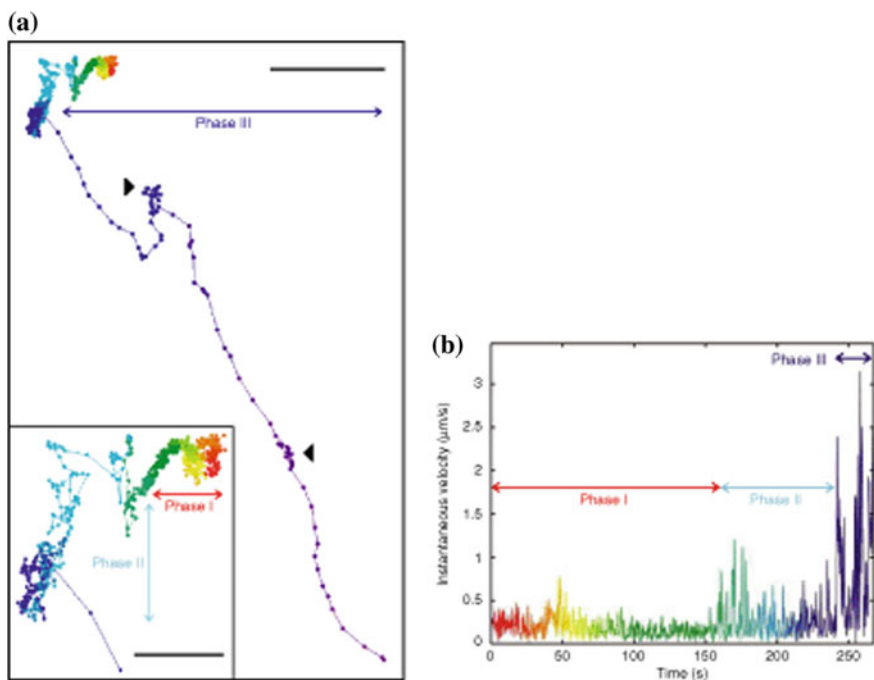 (a)
Phase III
Phase I
Phase II
(b)
Phase III
Phase I
Phase II
Instantaneous velocity (μm/s)
3
2.5
2
1.5
1
0.5
0
0 50 100 150 200 250
Time (s)